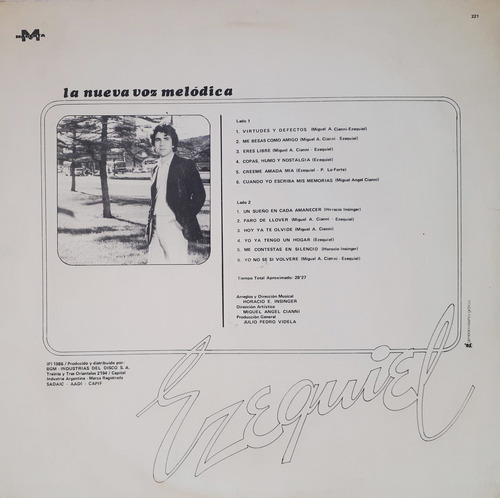 M
221
la nueva voz melódica
Lado 1
1. VIRTUDES Y DEFECTOS (Miguel A. Cianni-Ezequiel)
2. ME BESAS COMO AMIGO (Miguel A. Cianni - Ezequiel)
3. ERES LIBRE (Miguel A. Cianni - Ezequiel)
4. COPAS, HUMO Y NOSTALGIA (Miguel A. Cianni - Ezequiel)
5. CREEME AMADA MIA (Ezequiel - P. La-Forte)
6. CUANDO YO ESCRIBA MIS MEMORIAS (Miguel Angel Cianni)
Lado 2
1. UN SUEÑO EN CADA AMANECER (Horacio Insinger)
2. PARO DE LLOVER (Miguel A. Cianni - Ezequiel)
3. HOY YA TE OLVIDE (Miguel A. Cianni)
4. YO YA TENGO UN HOGAR (Ezequiel)
5. ME CONTESTAS EN SILENCIO (Horacio Insinger)
6. YO NO SE SI VOLVERE (Miguel A. Cianni - Ezequiel)
Tiempo Total Aproximado: 28'27
Arreglos y Dirección Musical
HORACIO E. INSINGER
Dirección Artística
MIGUEL ANGEL CIANNI
Producción General
JULIO PEDRO VIDELA
IFI 1986 / Producido y distribuido por:
BGM - INDUSTRIAS DEL DISCO S. A.
Treinta y Tres Orientales 2194 / Capital
Industria Argentina - Marca Registrada
SADAIC - AADI - CAPIF
Ezequiel